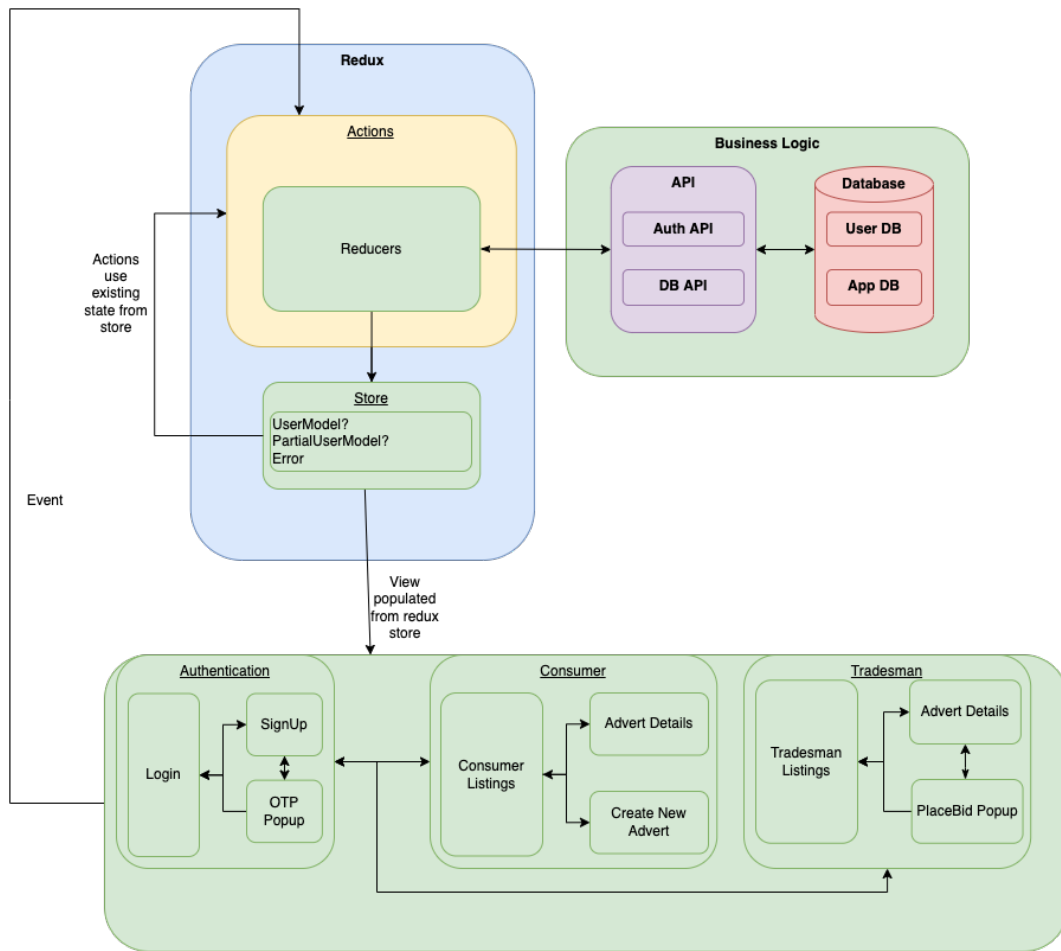 Redux
Actions
Reducers
Business Logic
API
Auth API
DB API
Database
User DB
App DB
Actions
use
existing
state from
store
Store
UserModel?
PartialUserModel?
Error
Event
View
populated
from redux
store
Authentication
Login
SignUp
OTP
Popup
Consumer
Consumer
Listings
Advert Details
Create New
Advert
Tradesman
Tradesman
Listings
Advert Details
PlaceBid Popup